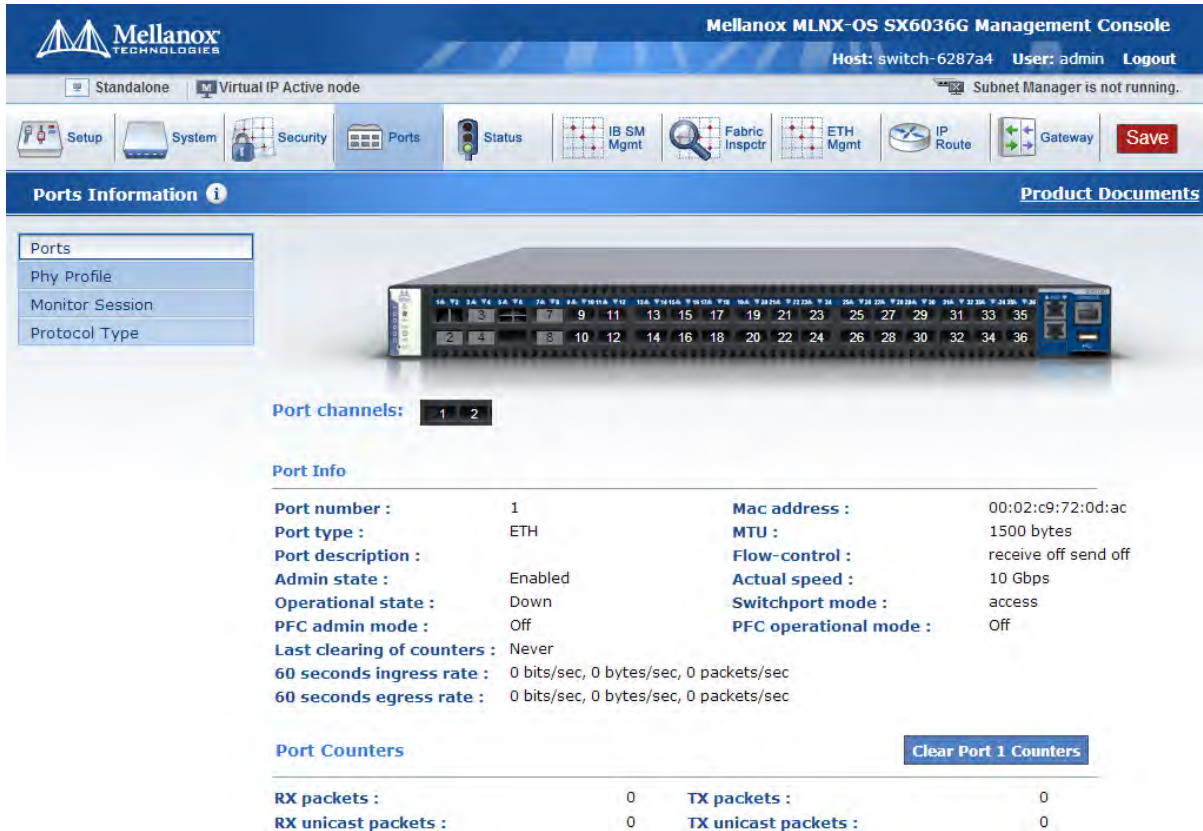 Mellanox
TECHNOLOGIES
Mellanox MLNX-OS SX6036G Management Console
Host: switch-6287a4 User: admin Logout
Standalone Virtual IP Active node Subnet Manager is not running.
Setup System Security Ports Status IB SM Mgmt Fabric Inspctr ETH Mgmt IP Route Gateway Save
Ports Information Product Documents
Ports
Phy Profile
Monitor Session
Protocol Type
3 7 9 11 13 15 17 19 21 23 25 27 29 31 33 35
2 4 8 10 12 14 16 18 20 22 24 26 28 30 32 34 36
Port channels: 1 2
Port Info
Port number : 1 Mac address : 00:02:c9:72:0d:ac
Port type : ETH MTU : 1500 bytes
Port description : Flow-control : receive off send off
Admin state : Enabled Actual speed : 10 Gbps
Operational state : Down Switchport mode : access
PFC admin mode : Off PFC operational mode : Off
Last clearing of counters : Never
60 seconds ingress rate : 0 bits/sec, 0 bytes/sec, 0 packets/sec
60 seconds egress rate : 0 bits/sec, 0 bytes/sec, 0 packets/sec
Port Counters Clear Port 1 Counters
RX packets : 0 TX packets : 0
RX unicast packets : 0 TX unicast packets : 0